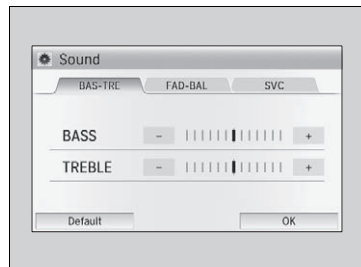 Sound
BAS-TRE FAD-BAL SVC
BASS - +
TREBLE - +
Default OK